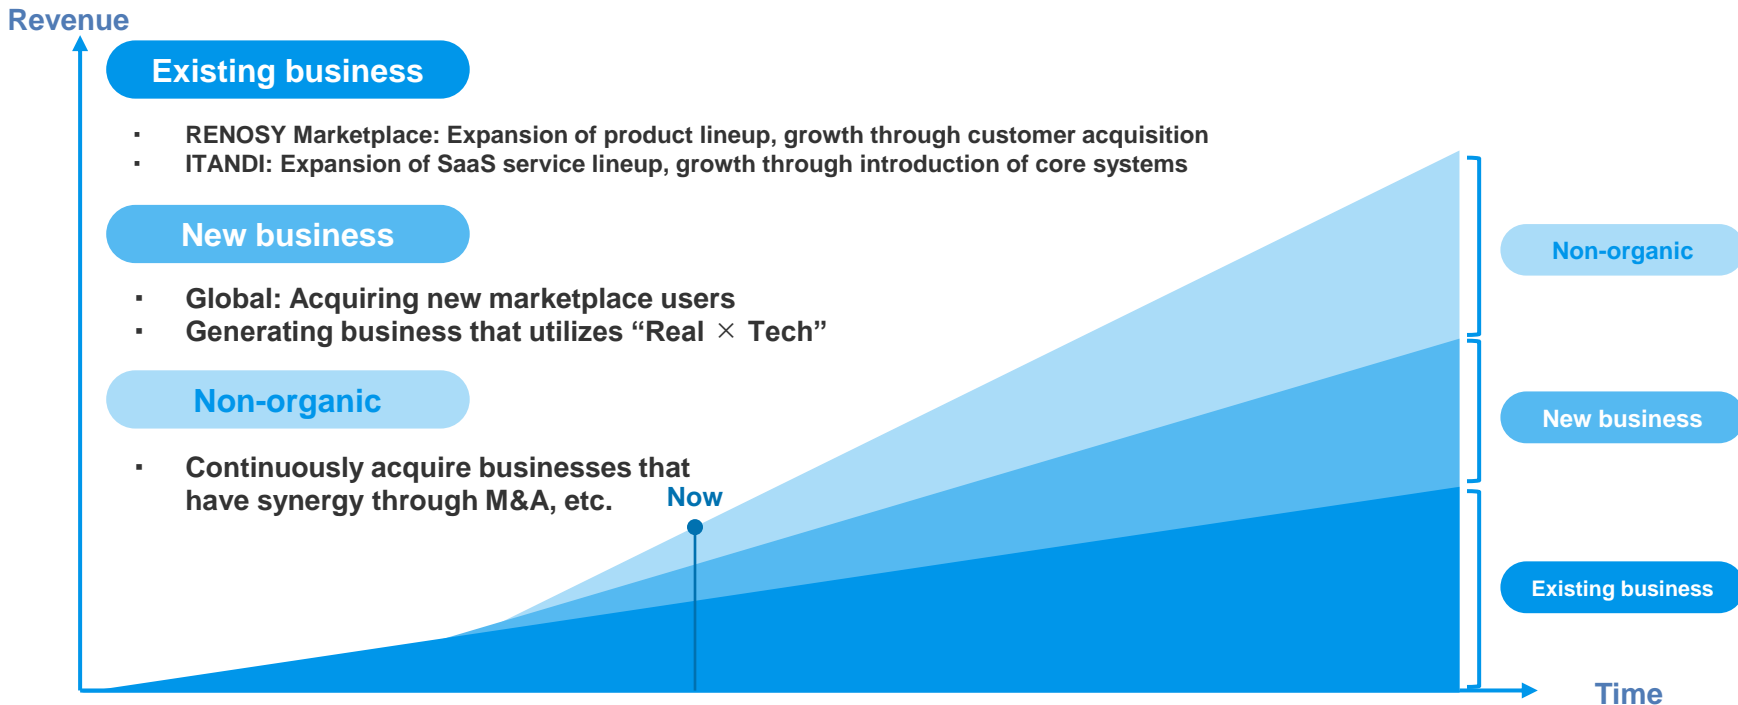 Revenue
Existing business
▪ RENOSY Marketplace: Expansion of product lineup, growth through customer acquisition
▪ ITANDI: Expansion of SaaS service lineup, growth through introduction of core systems
New business
▪ Global: Acquiring new marketplace users
▪ Generating business that utilizes “Real × Tech”
Non-organic
▪ Continuously acquire businesses that
have synergy through M&A, etc.
Now
Non-organic
New business
Existing business
Time